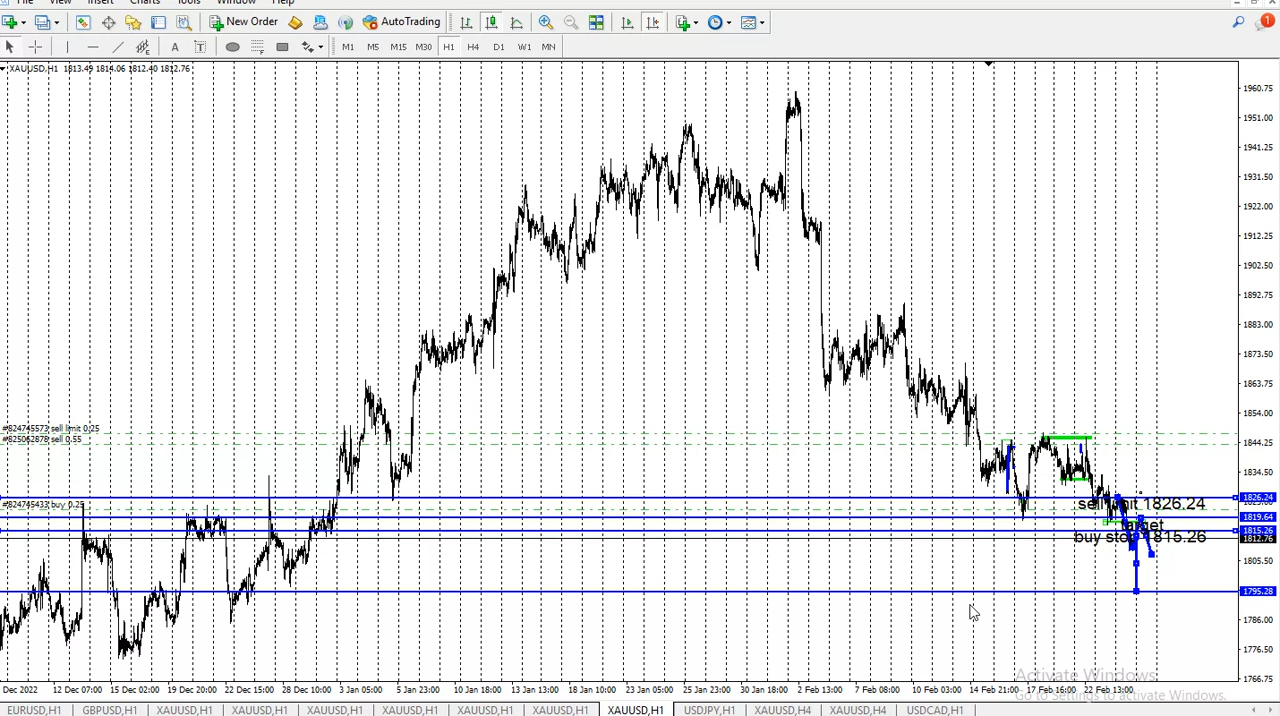 File View Insert Charts Tools Window Help
New Order AutoTrading
1
A T M1 M5 M15 M30 H1 H4 D1 W1 MN
XAUUSD,H1 1813.49 1814.06 1812.40 1812.76
1960.75
1951.00
1941.25
1931.50
1922.00
1912.25
1902.50
1892.75
1883.00
1873.50
1863.75
1854.00
#824745573 sell limit 0.25
#825062878 sell 0.55
1844.25
1834.50
1826.24
#824745433 buy 0.25
sell limit 1826.24
1819.64
target
1815.26
buy stop 1815.26
1812.76
1805.50
1795.28
1786.00
1776.50
Activate Windows
Go to Settings to activate Windows.
1766.75
Dec 2022 12 Dec 07:00 15 Dec 02:00 19 Dec 20:00 22 Dec 15:00 28 Dec 10:00 3 Jan 05:00 5 Jan 23:00 10 Jan 18:00 13 Jan 13:00 18 Jan 10:00 23 Jan 05:00 25 Jan 23:00 30 Jan 18:00 2 Feb 13:00 7 Feb 08:00 10 Feb 03:00 14 Feb 21:00 17 Feb 16:00 22 Feb 13:00
EURUSD,H1 GBPUSD,H1 XAUUSD,H1 XAUUSD,H1 XAUUSD,H1 XAUUSD,H1 XAUUSD,H1 XAUUSD,H1 XAUUSD,H1 USDJPY,H1 XAUUSD,H4 XAUUSD,H4 USDCAD,H1